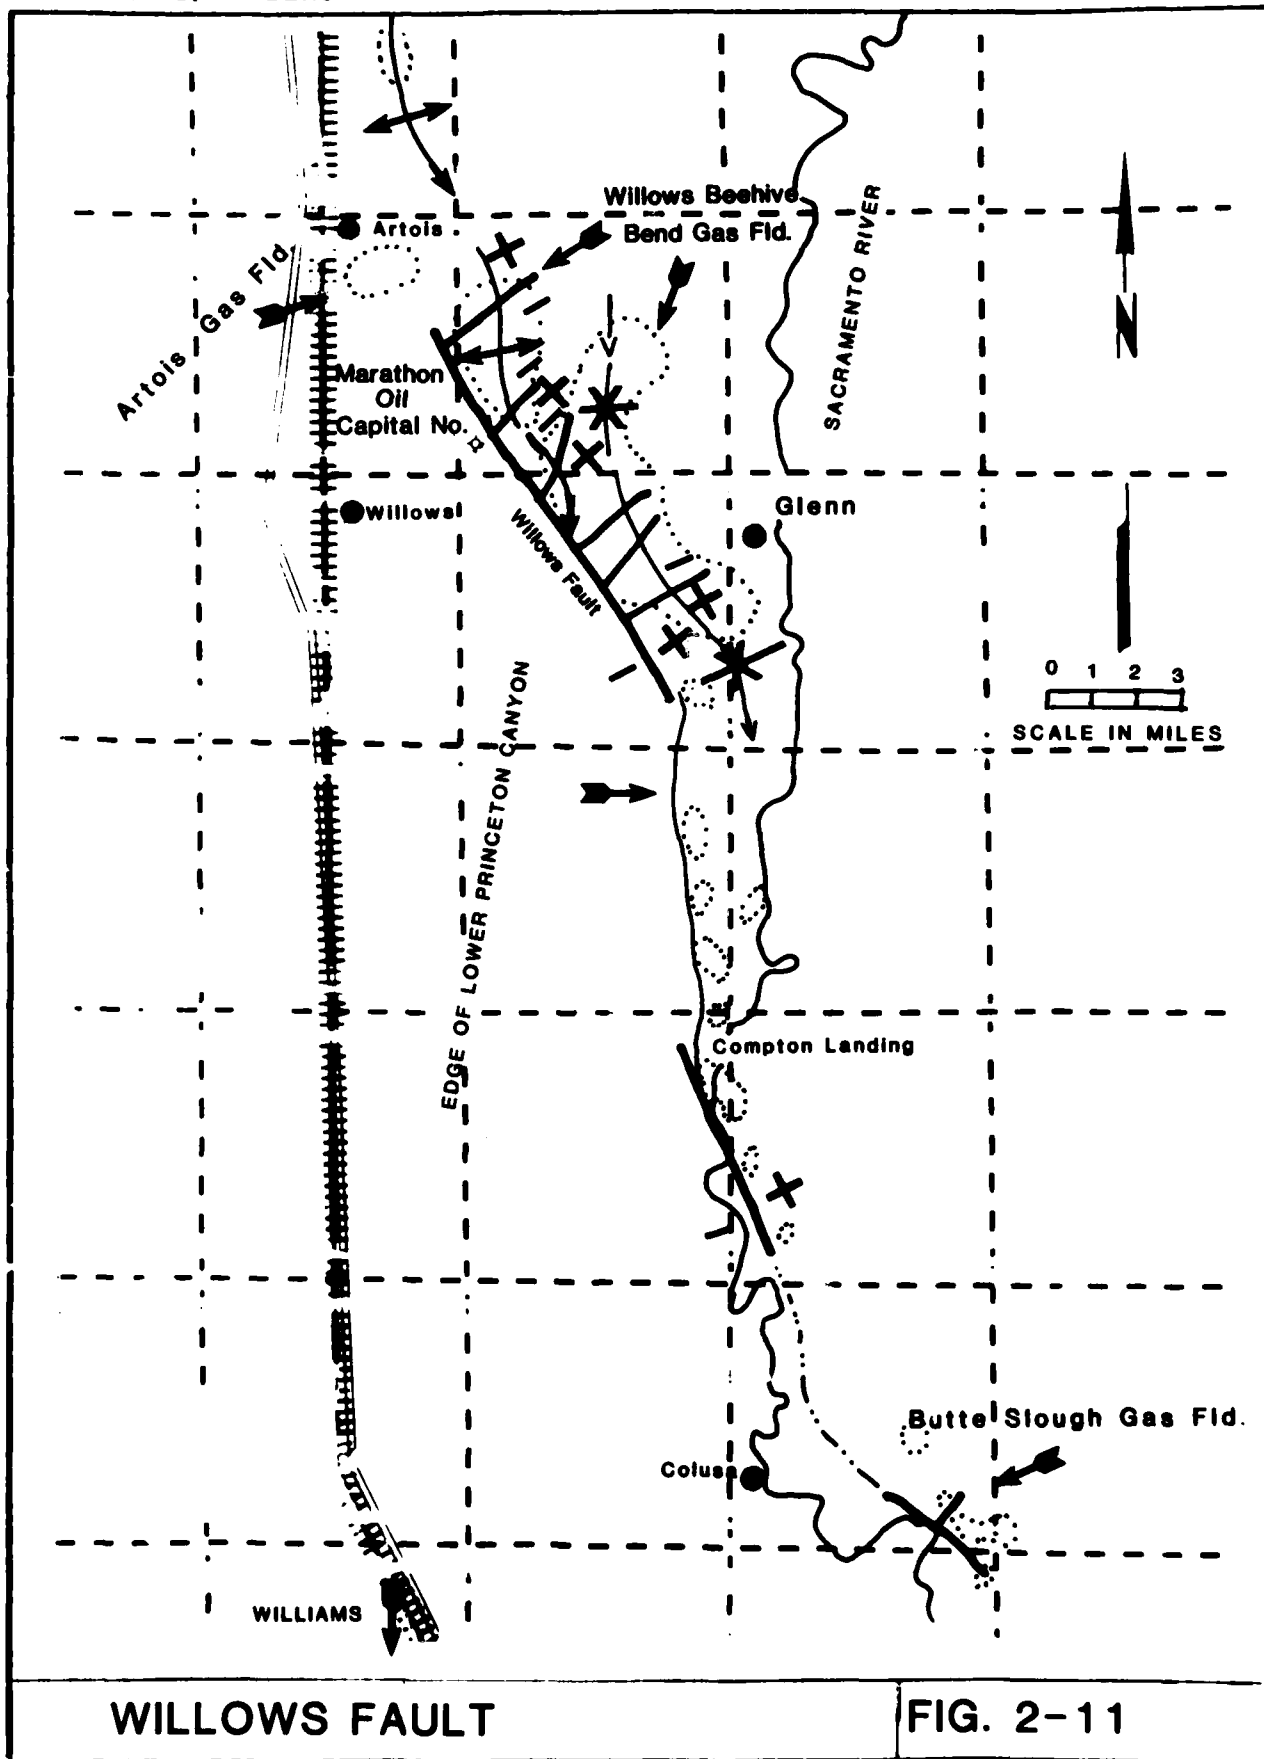 Willows Beehive
Bend Gas Fld.
SACRAMENTO RIVER
Artois
Artois Gas Fld.
N
Marathon
Oil
Capital No.
Willows
Glenn
Willows Fault
0 1 2 3
SCALE IN MILES
EDGE OF LOWER PRINCETON CANYON
Compton Landing
Butte Slough Gas Fld.
Colusa
WILLIAMS
WILLOWS FAULT
FIG. 2-11